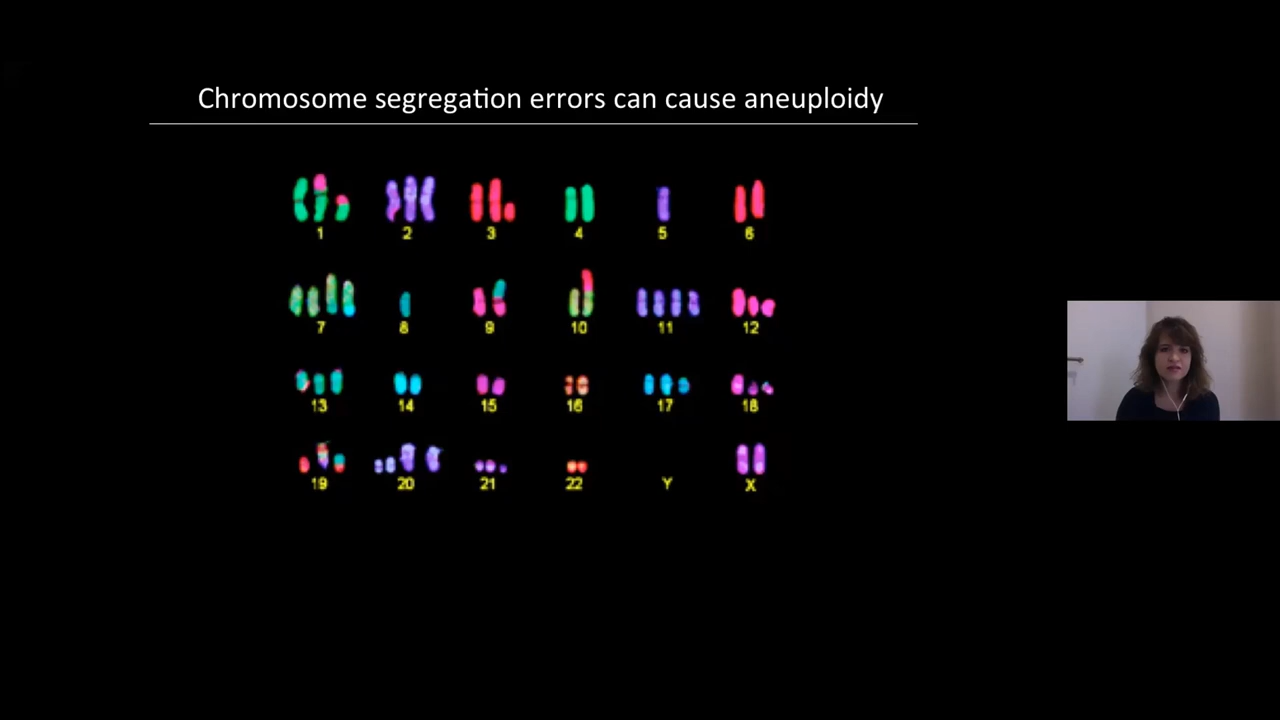 Chromosome segregation errors can cause aneuploidy
1 2 3 4 5 6
7 8 9 10 11 12
13 14 15 16 17 18
19 20 21 22 Y X